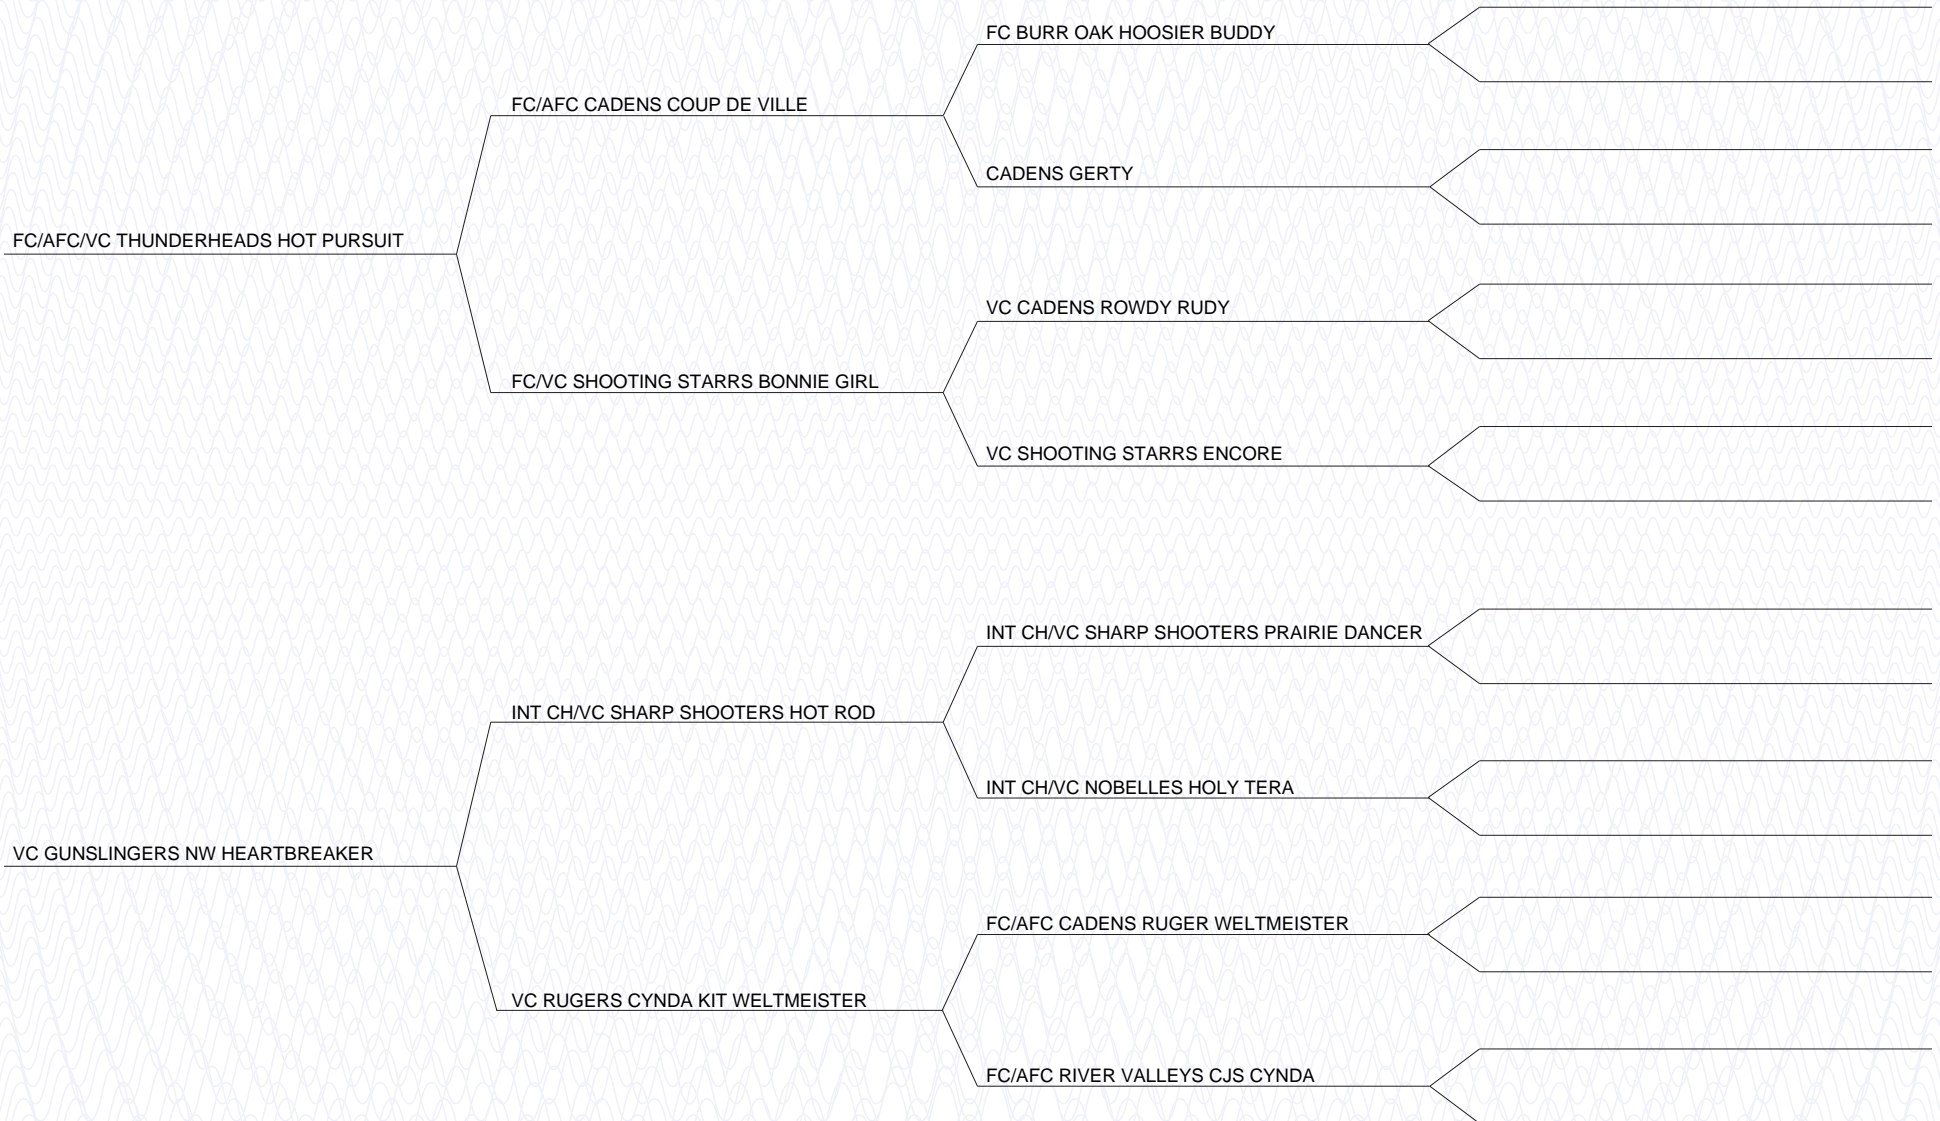 FC BURR OAK HOOSIER BUDDY
FC/AFC CADENS COUP DE VILLE
CADENS GERTY
FC/AFC/VC THUNDERHEADS HOT PURSUIT
VC CADENS ROWDY RUDY
FC/VC SHOOTING STARRS BONNIE GIRL
VC SHOOTING STARRS ENCORE
INT CH/VC SHARP SHOOTERS PRAIRIE DANCER
INT CH/VC SHARP SHOOTERS HOT ROD
INT CH/VC NOBELLES HOLY TERA
VC GUNSLINGERS NW HEARTBREAKER
FC/AFC CADENS RUGER WELTMEISTER
VC RUGERS CYNDA KIT WELTMEISTER
FC/AFC RIVER VALLEYS CJS CYNDA